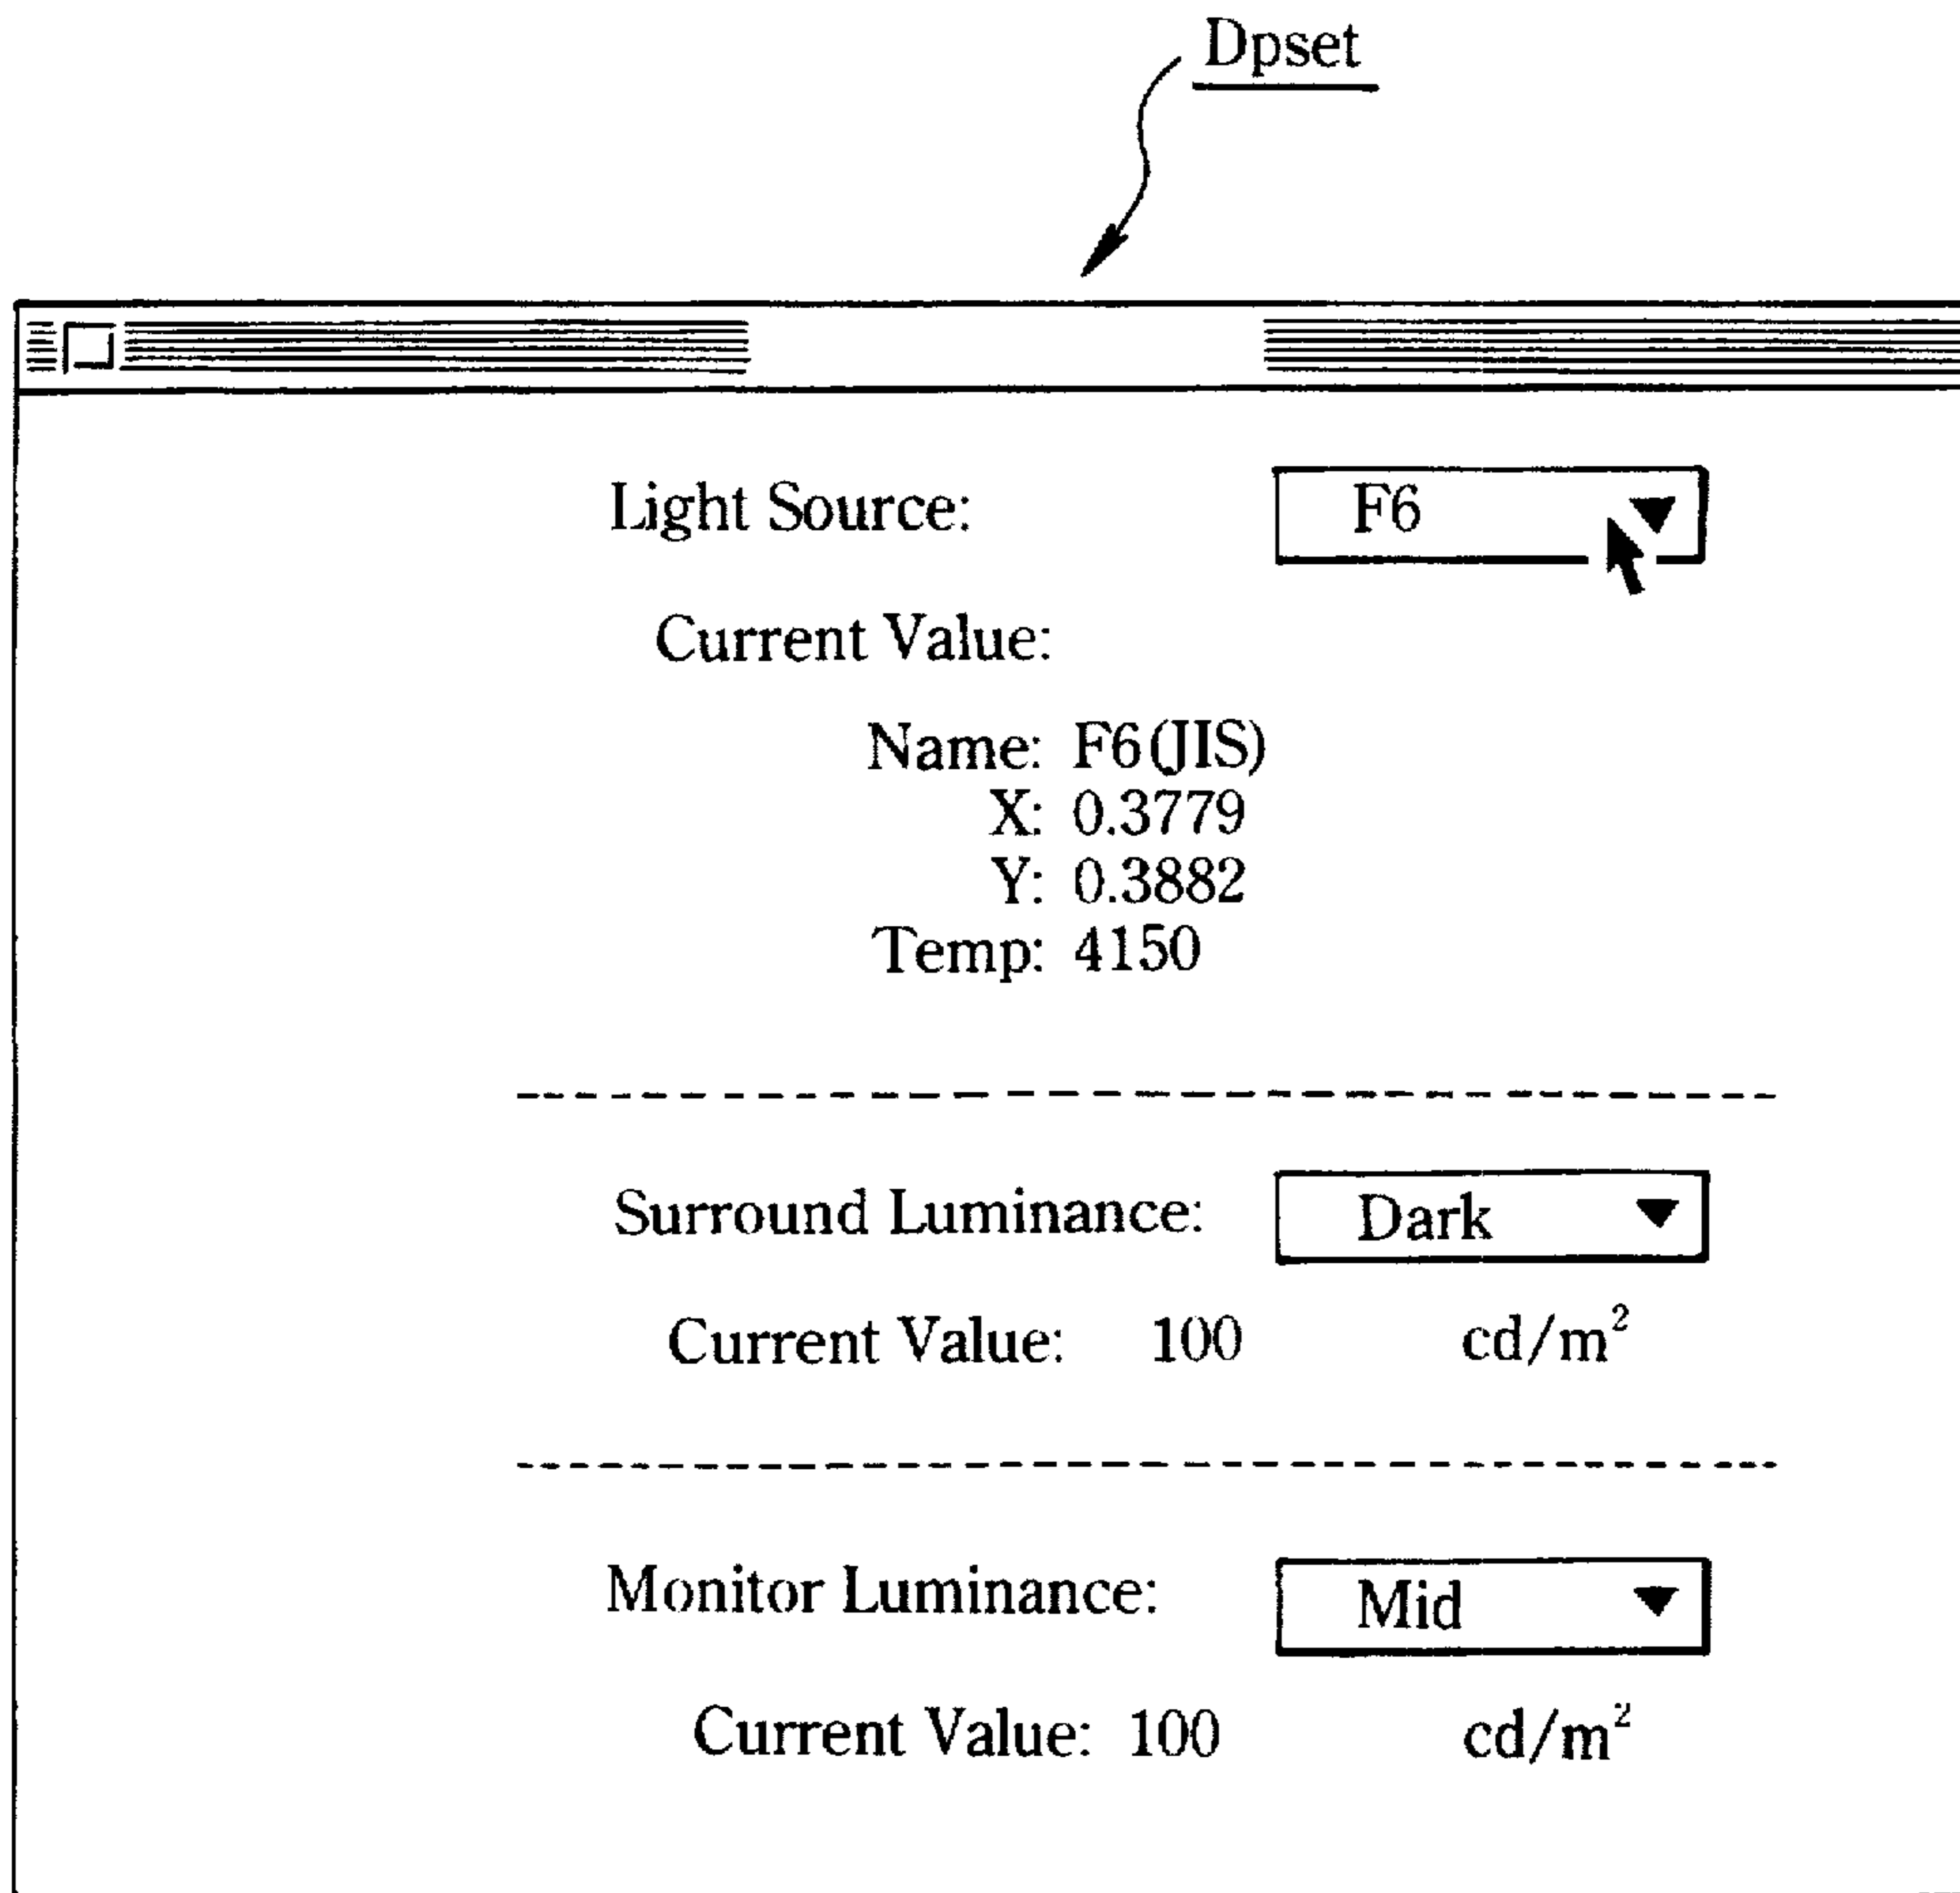 Dpset
Light Source: F6
Current Value:
Name: F6(JIS)
X: 0.3779
Y: 0.3882
Temp: 4150
Surround Luminance: Dark
Current Value: 100 cd/m²
Monitor Luminance: Mid
Current Value: 100 cd/m²